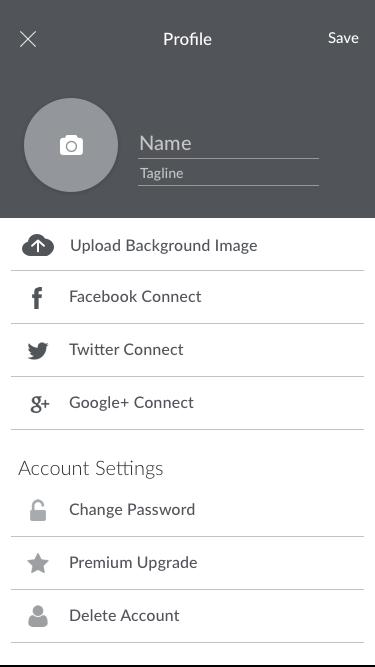 Profile
Save
Name
Tagline
Upload Background Image
Facebook Connect
Twitter Connect
Google+ Connect
Account Settings
Change Password
Premium Upgrade
Delete Account